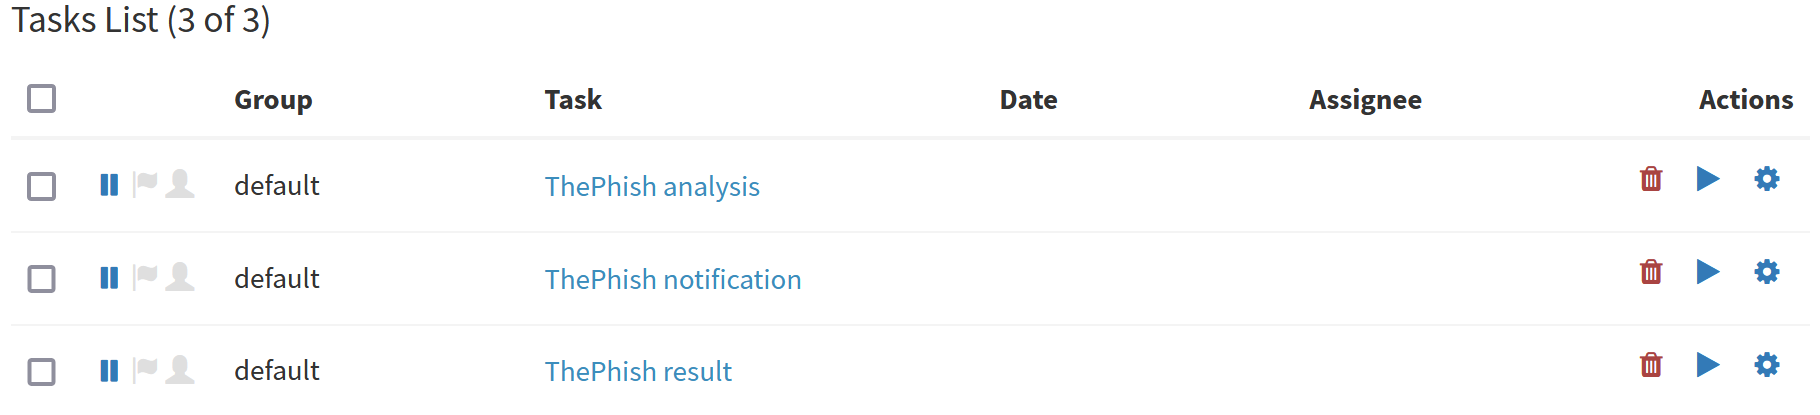 Tasks List (3 of 3)
Group Task Date Assignee Actions
default ThePhish analysis
default ThePhish notification
default ThePhish result